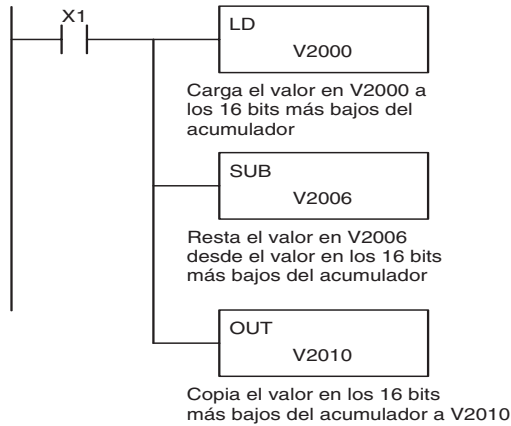 X1
LD
V2000
Carga el valor en V2000 a
los 16 bits más bajos del
acumulador
SUB
V2006
Resta el valor en V2006
desde el valor en los 16 bits
más bajos del acumulador
OUT
V2010
Copia el valor en los 16 bits
más bajos del acumulador a V2010